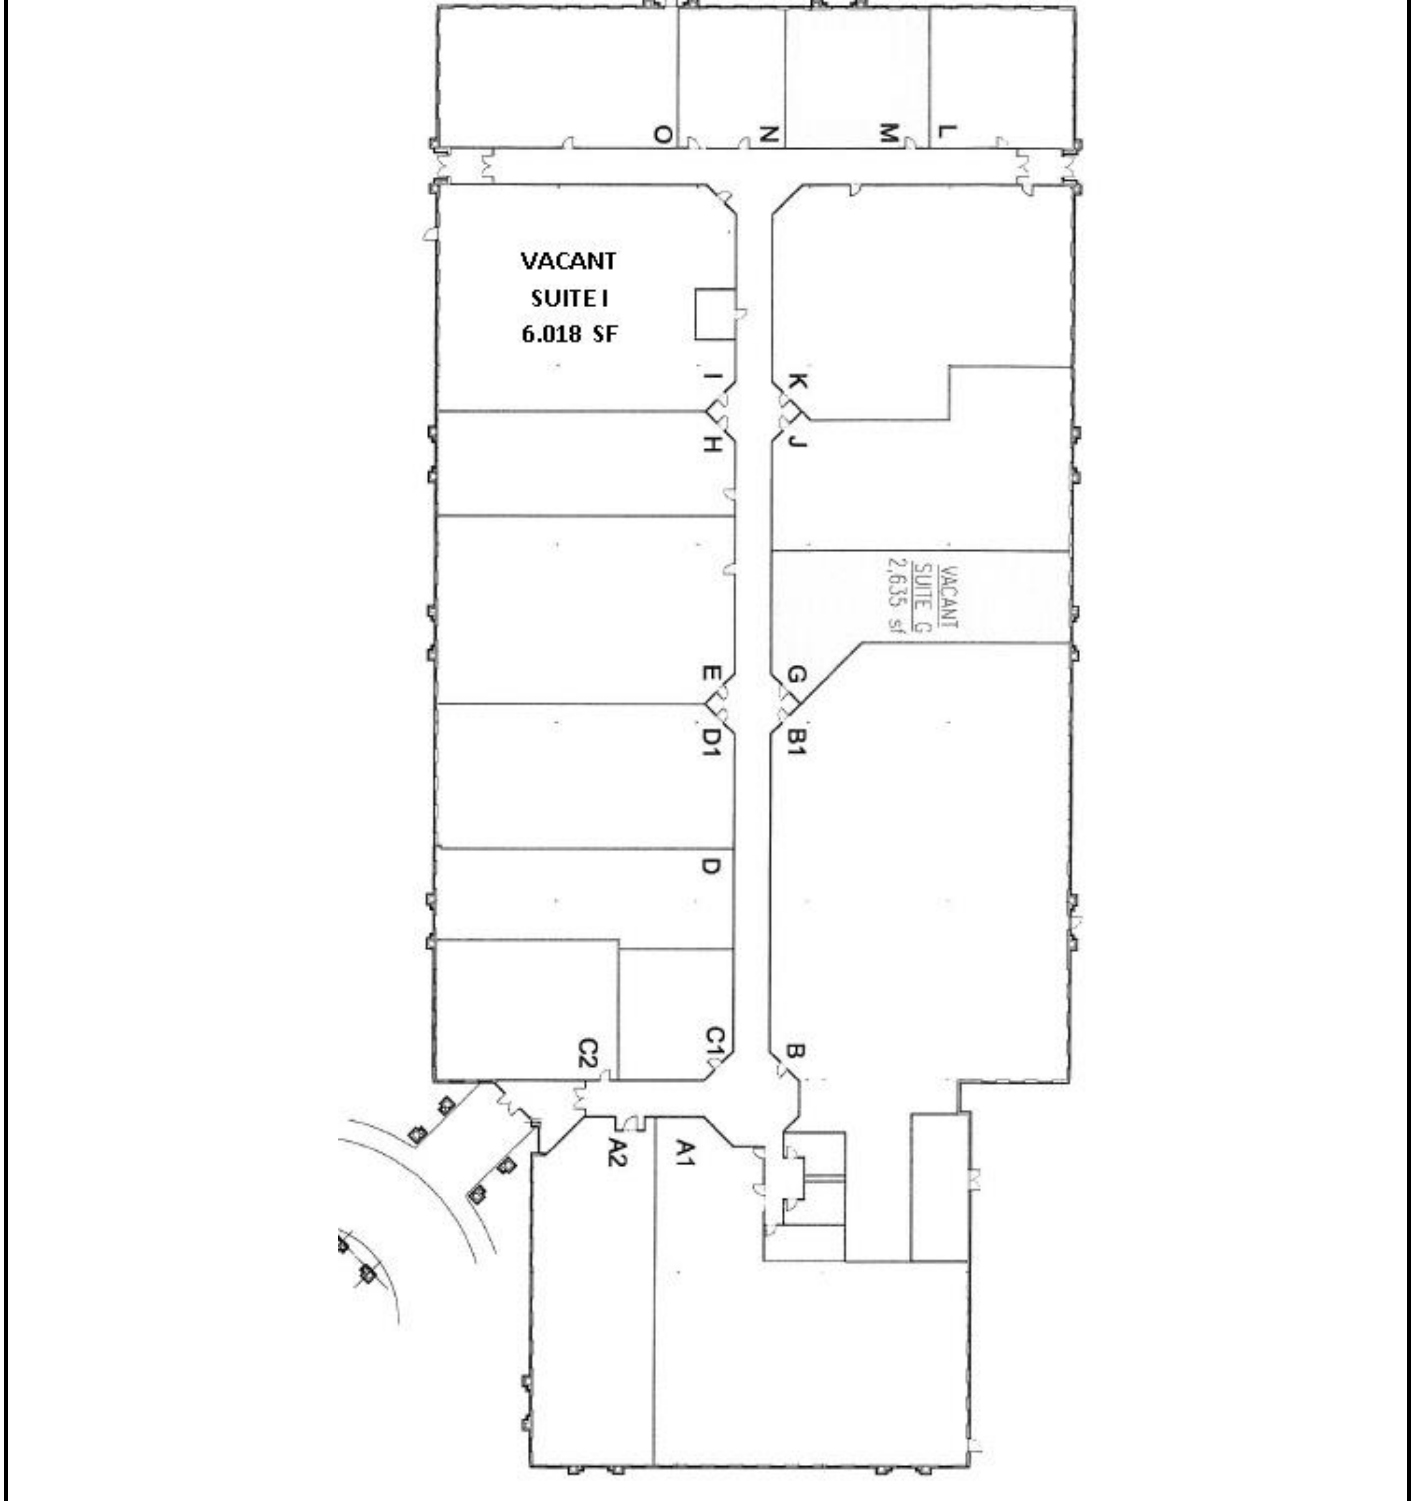 O
N
M
L
VACANT
SUITE I
6.018 SF
I
K
H
J
VACANT
SUITE G
2,635 sf
E
G
D1
B1
D
C1
C2
B
A2
A1